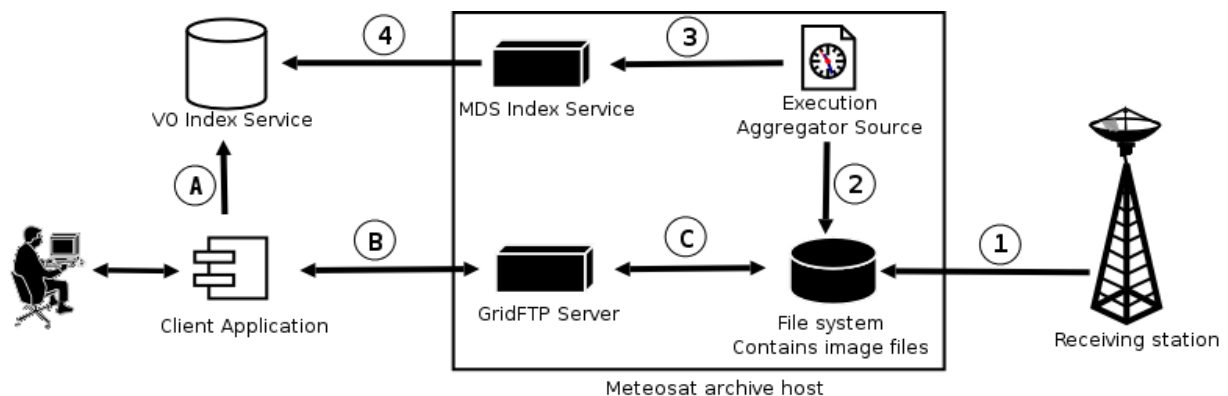 4
3
VO Index Service
MDS Index Service
Execution
Aggregator Source
A
2
B
C
1
Client Application
GridFTP Server
File system
Contains image files
Receiving station
Meteosat archive host